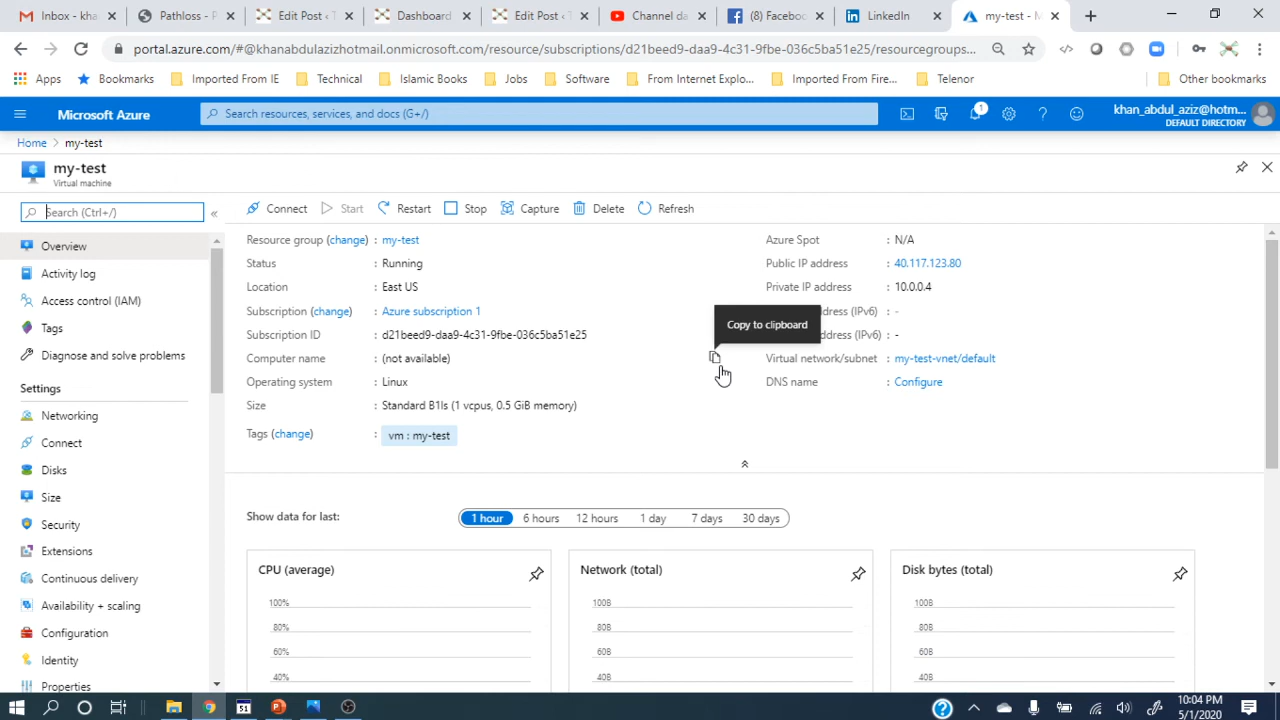 Inbox - kha
Pathloss - P
Edit Post ‹ T
Dashboard
Edit Post ‹ T
Channel da
(8) Faceboo
LinkedIn
my-test - M
portal.azure.com/#@khanabdulazizhotmail.onmicrosoft.com/resource/subscriptions/d21beed9-daa9-4c31-9fbe-036c5ba51e25/resourcegroups...
Apps
Bookmarks
Imported From IE
Technical
Islamic Books
Jobs
Software
From Internet Explo...
Imported From Fire...
Telenor
Other bookmarks
Microsoft Azure
Search resources, services, and docs (G+/)
1
khan_abdul_aziz@hotm...
DEFAULT DIRECTORY
Home > my-test
my-test
Virtual machine
Search (Ctrl+/)
«
Connect
Start
Restart
Stop
Capture
Delete
Refresh
Overview
Activity log
Access control (IAM)
Tags
Diagnose and solve problems
Settings
Networking
Connect
Disks
Size
Security
Extensions
Continuous delivery
Availability + scaling
Configuration
Identity
Properties
Resource group (change) : my-test
Status : Running
Location : East US
Subscription (change) : Azure subscription 1
Subscription ID : d21beed9-daa9-4c31-9fbe-036c5ba51e25
Computer name : (not available)
Operating system : Linux
Size : Standard B1ls (1 vcpus, 0.5 GiB memory)
Tags (change) : vm : my-test
Azure Spot : N/A
Public IP address : 40.117.123.80
Private IP address : 10.0.0.4
Copy to clipboard
dress (IPv6) : -
ddress (IPv6) : -
Virtual network/subnet : my-test-vnet/default
DNS name : Configure
Show data for last:
1 hour
6 hours
12 hours
1 day
7 days
30 days
CPU (average)
100%
80%
60%
40%
Network (total)
100B
80B
60B
40B
Disk bytes (total)
100B
80B
60B
40B
10:04 PM
5/1/2020